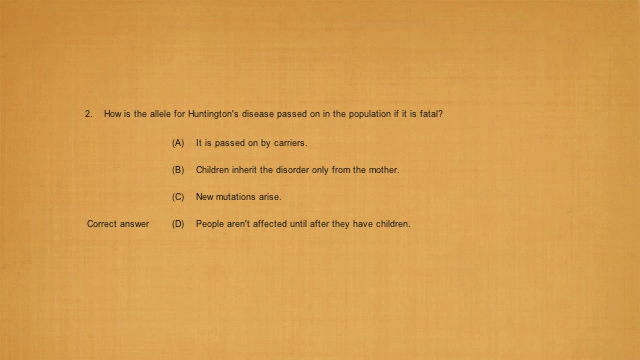 2. How is the allele for Huntington's disease passed on in the population if it is fatal?
(A) It is passed on by carriers.
(B) Children inherit the disorder only from the mother.
(C) New mutations arise.
Correct answer (D) People aren't affected until after they have children.